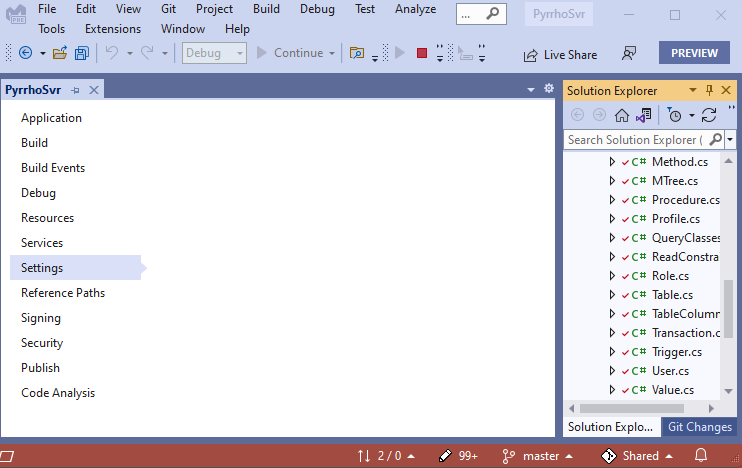 File Edit View Git Project Build Debug Test Analyze ... PyrrhoSvr
PRE
Tools Extensions Window Help
Debug Continue Live Share PREVIEW
PyrrhoSvr
Solution Explorer
Application
Build
Build Events
Debug
Resources
Services
Settings
Reference Paths
Signing
Security
Publish
Code Analysis
Search Solution Explorer (
C# Method.cs
C# MTree.cs
C# Procedure.cs
C# Profile.cs
C# QueryClasses
C# ReadConstra
C# Role.cs
C# Table.cs
C# TableColumn
C# Transaction.c
C# Trigger.cs
C# User.cs
C# Value.cs
Solution Explo... Git Changes
2 / 0 99+ master Shared